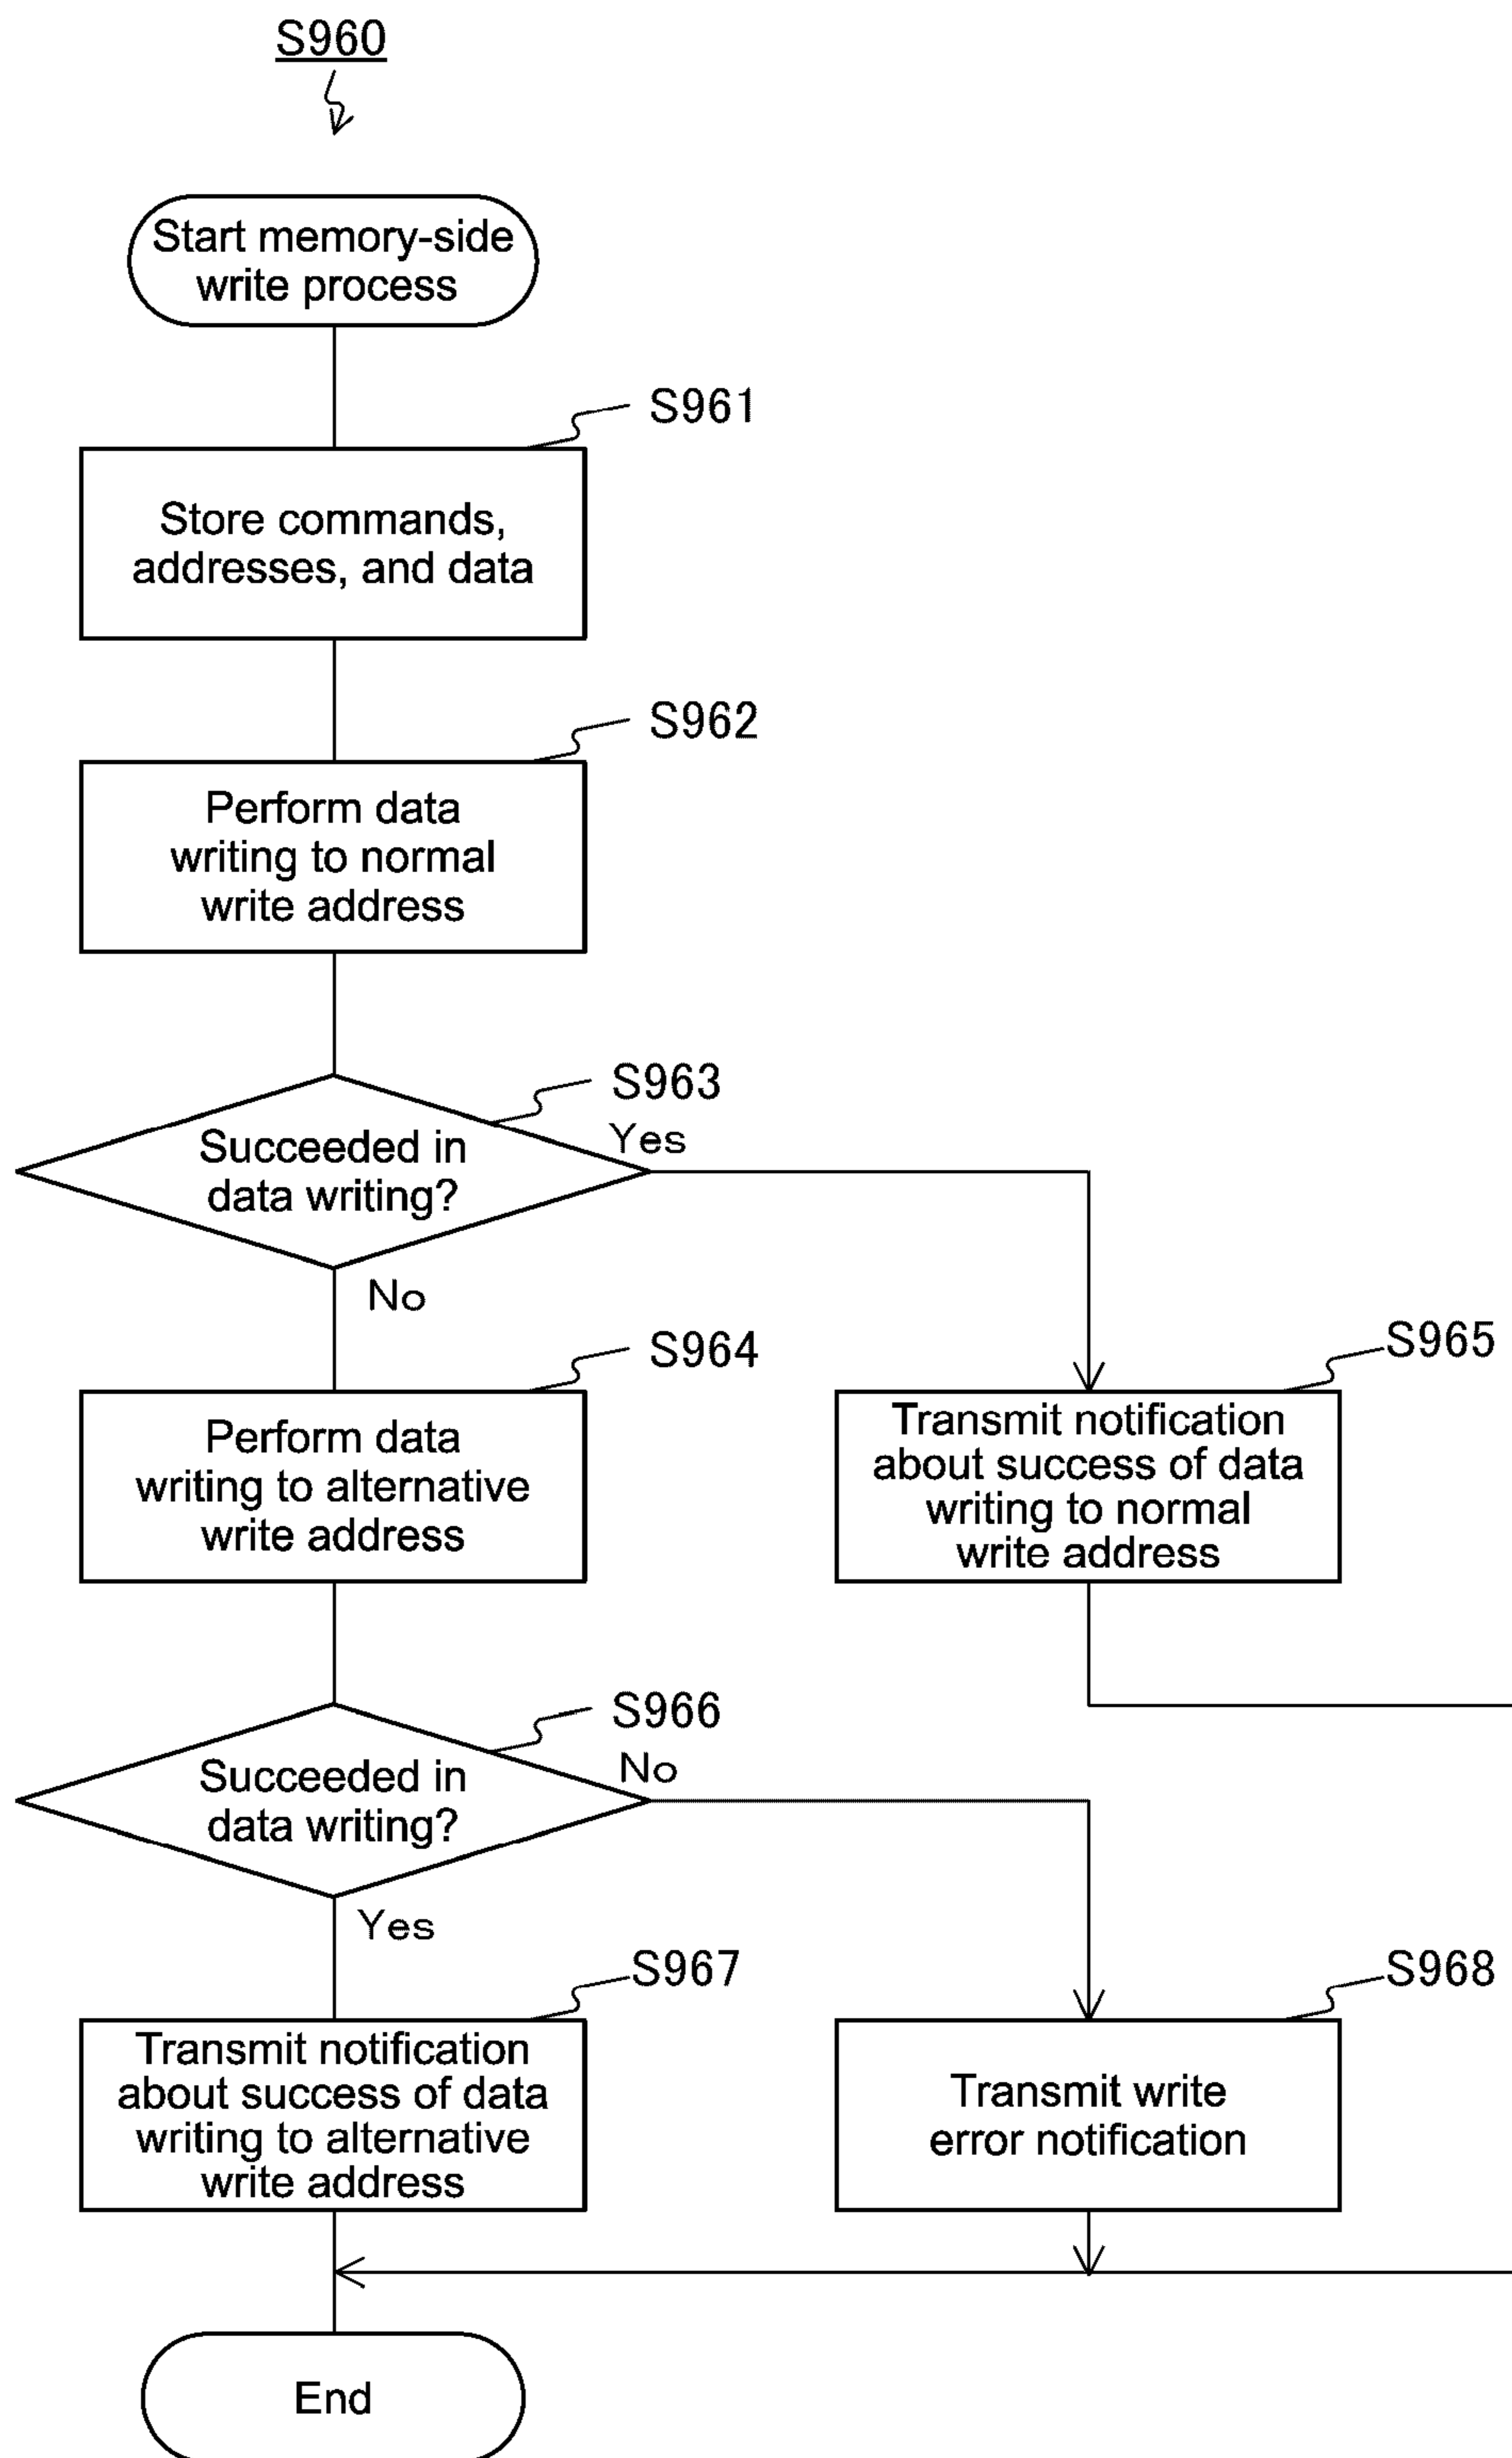 S960
Start memory-side
write process
S961
Store commands,
addresses, and data
S962
Perform data
writing to normal
write address
S963
Succeeded in
data writing?
Yes
No
S964
Perform data
writing to alternative
write address
S965
Transmit notification
about success of data
writing to normal
write address
S966
Succeeded in
data writing?
No
Yes
S967
Transmit notification
about success of data
writing to alternative
write address
S968
Transmit write
error notification
End